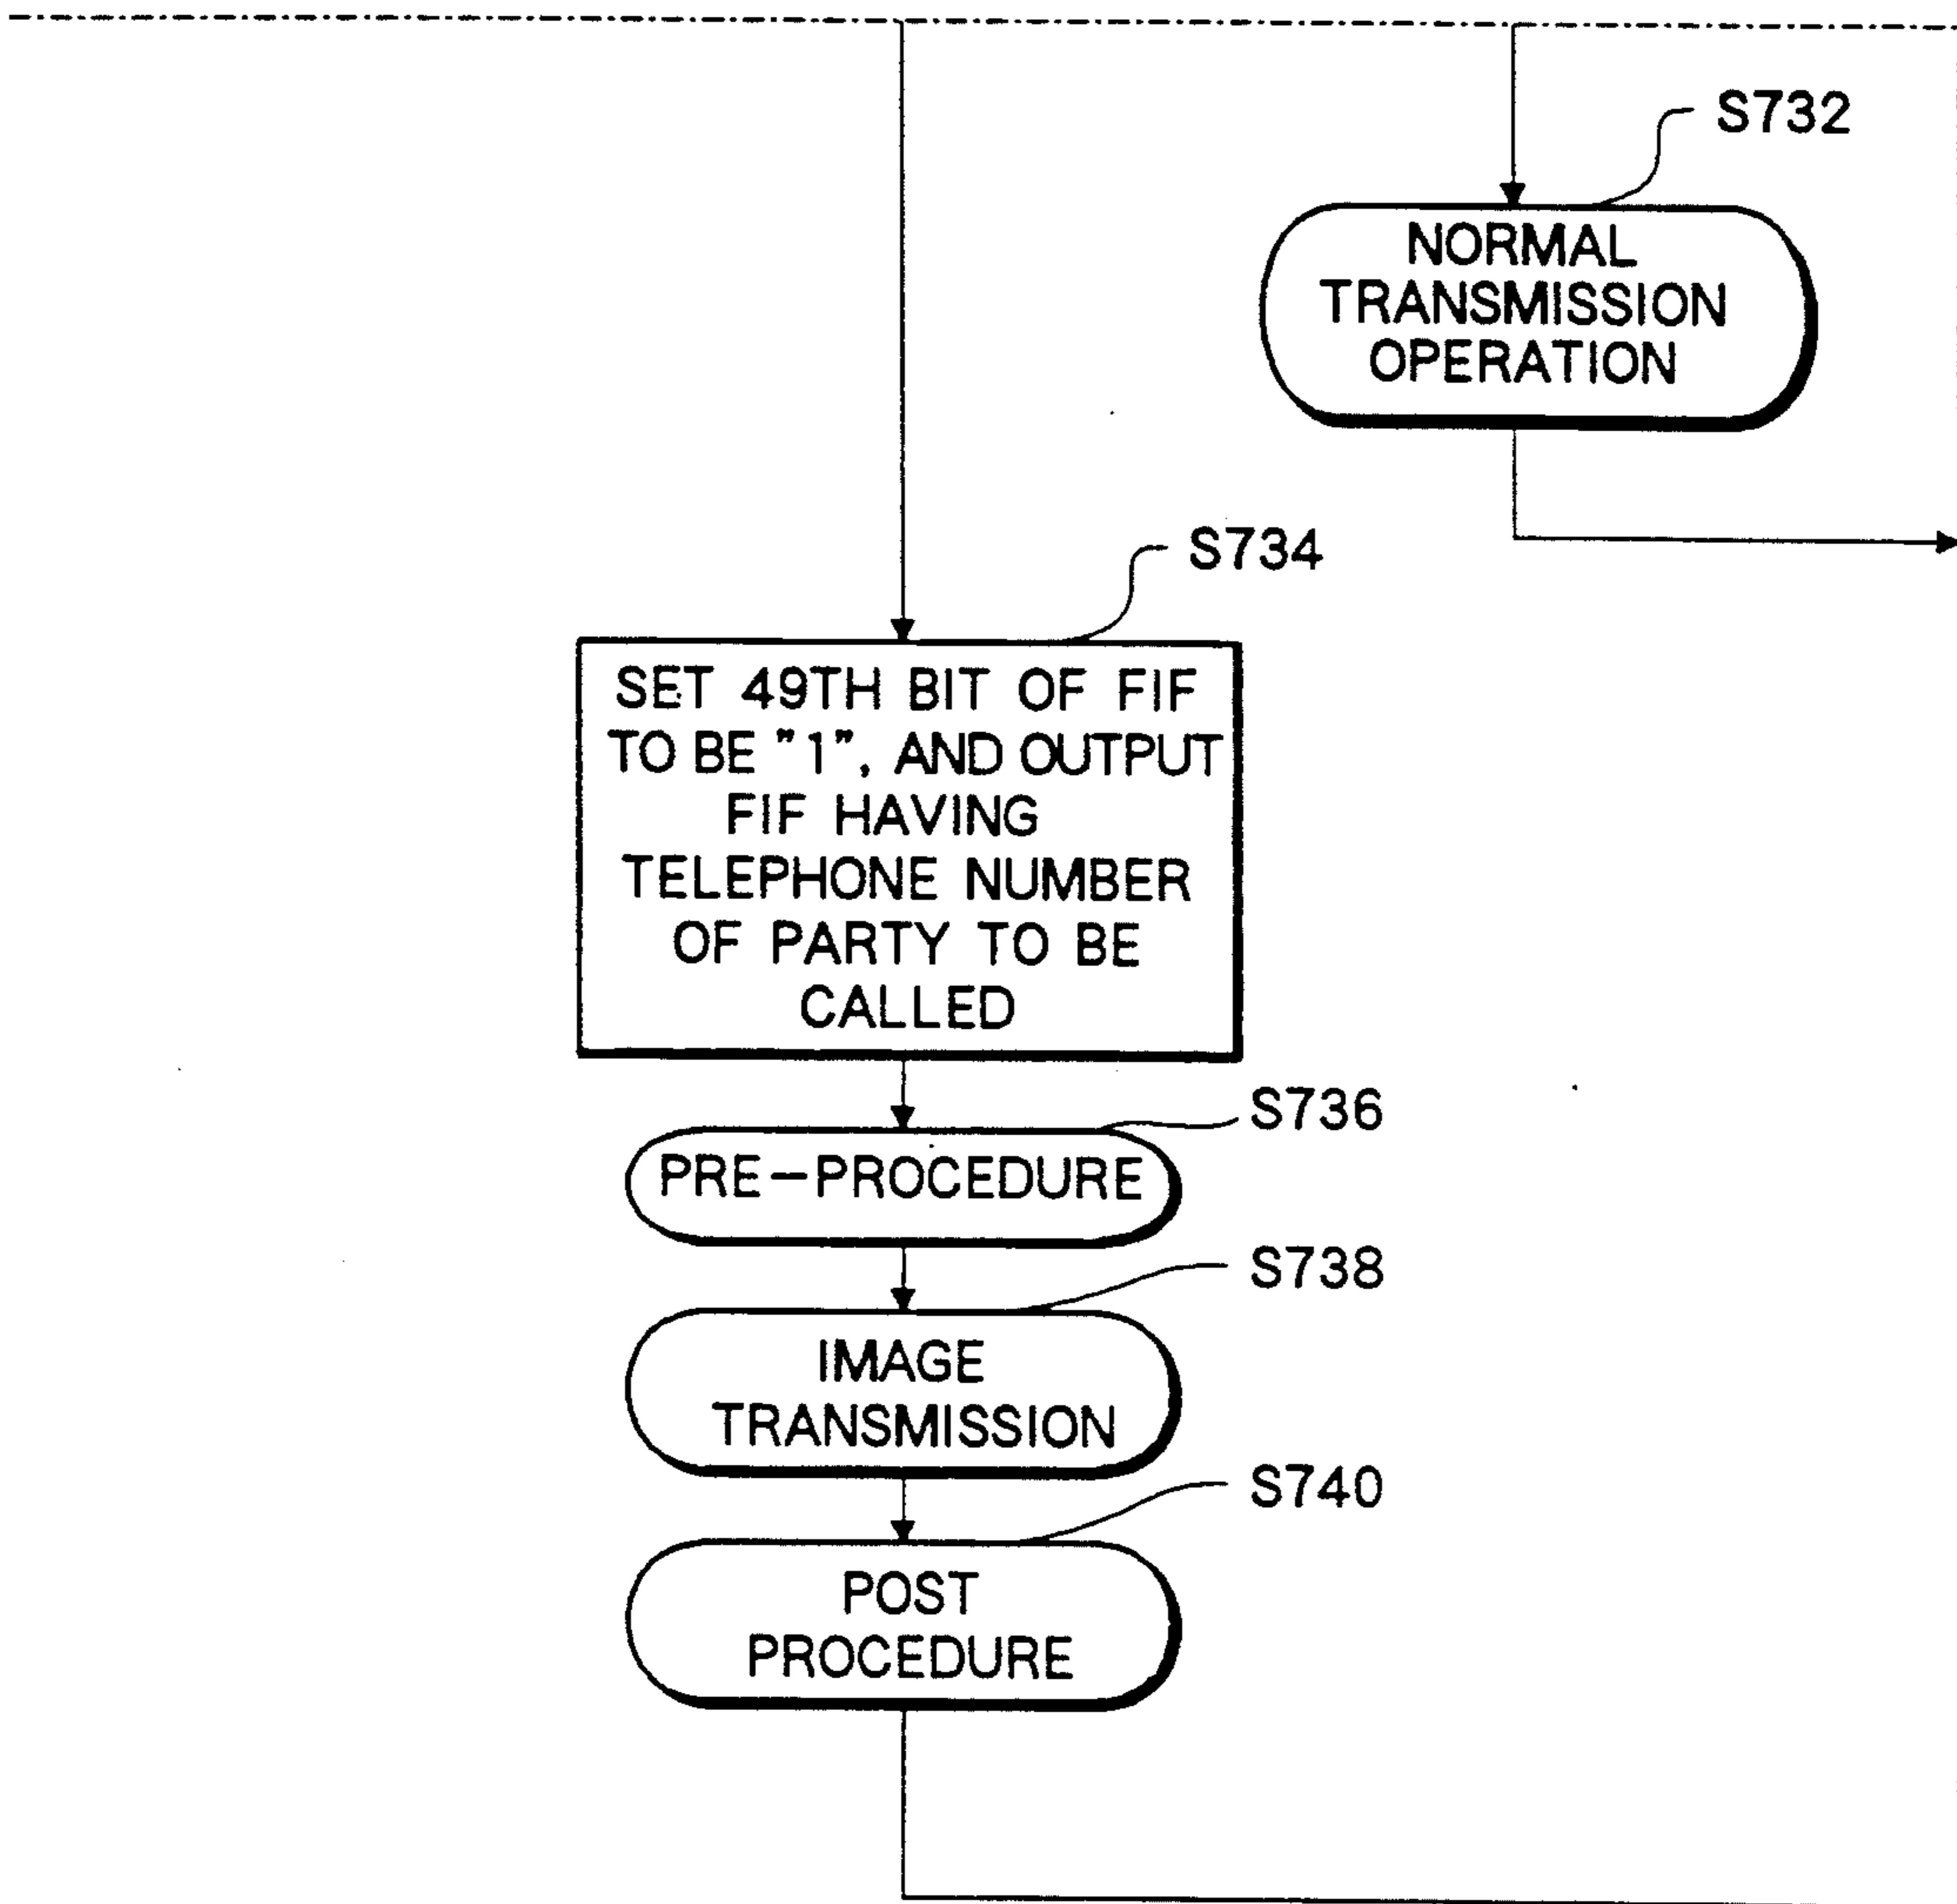 S732
NORMAL
TRANSMISSION
OPERATION
S734
SET 49TH BIT OF FIF
TO BE "1", AND OUTPUT
FIF HAVING
TELEPHONE NUMBER
OF PARTY TO BE
CALLED
S736
PRE-PROCEDURE
S738
IMAGE
TRANSMISSION
S740
POST
PROCEDURE